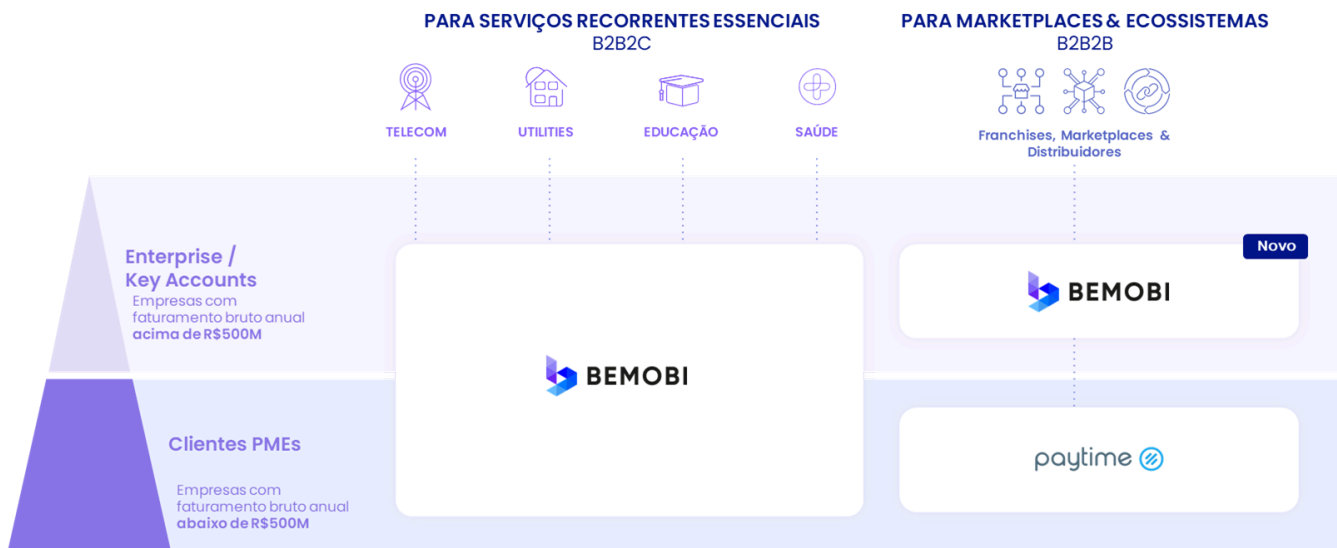 PARA SERVIÇOS RECORRENTES ESSENCIAIS
B2B2C
PARA MARKETPLACES & ECOSSISTEMAS
B2B2B
TELECOM
UTILITIES
EDUCAÇÃO
SAÚDE
Franchises, Marketplaces &
Distribuidores
Enterprise /
Key Accounts
Empresas com
faturamento bruto anual
acima de R$500M
BEMOBI
Novo
BEMOBI
Clientes PMEs
Empresas com
faturamento bruto anual
abaixo de R$500M
paytime